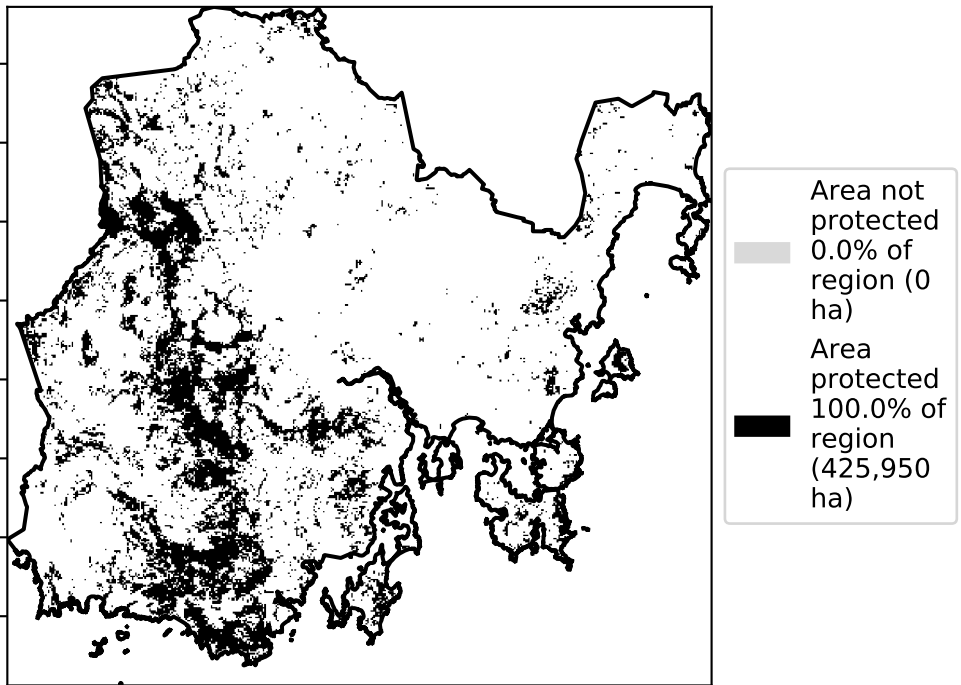 Area not
protected
0.0% of
region (0
ha)
Area
protected
100.0% of
region
(425,950
ha)